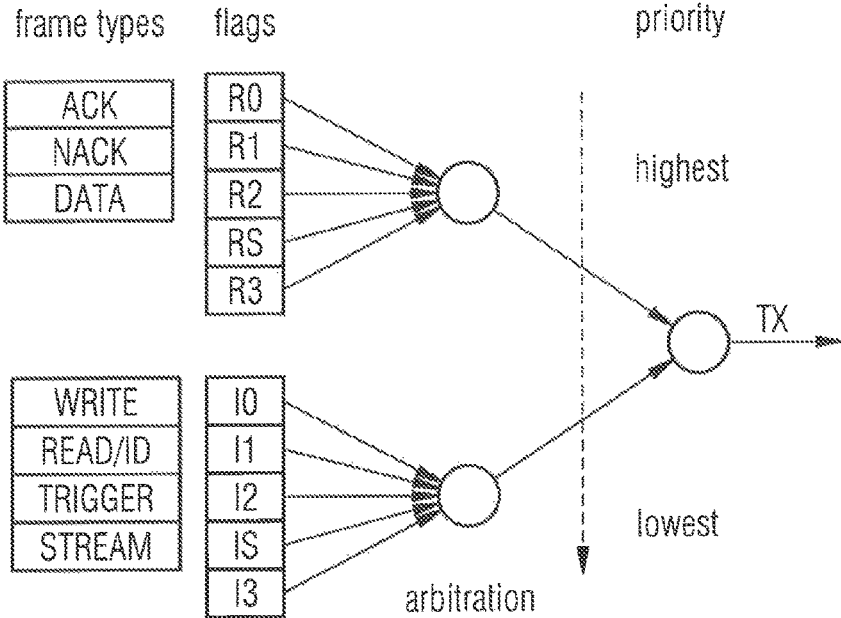 frame types flags priority
ACK
NACK
DATA
R0
R1
R2
RS
R3
highest
TX
WRITE
READ/ID
TRIGGER
STREAM
I0
I1
I2
IS
I3
lowest
arbitration